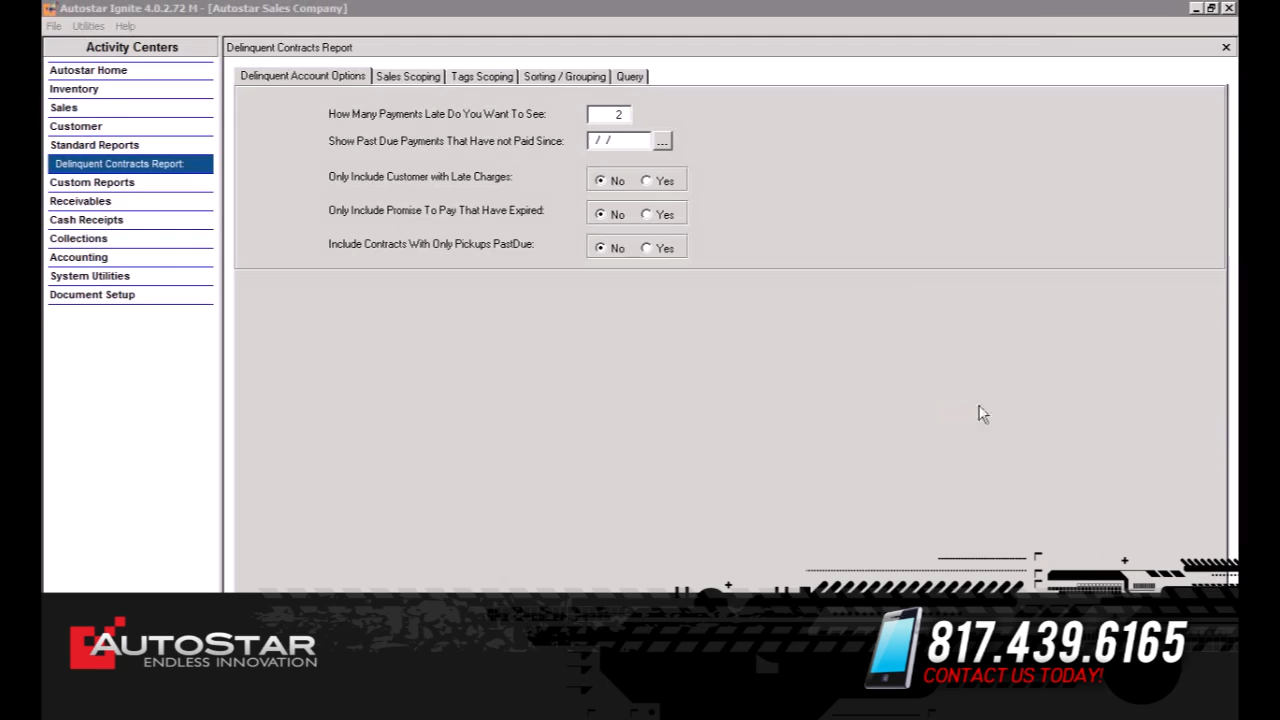 Autostar Ignite 4.0.2.72 M - [Autostar Sales Company]
File Utilities Help
Activity Centers
Autostar Home
Inventory
Sales
Customer
Standard Reports
Delinquent Contracts Report:
Custom Reports
Receivables
Cash Receipts
Collections
Accounting
System Utilities
Document Setup
Delinquent Contracts Report
Delinquent Account Options Sales Scoping Tags Scoping Sorting / Grouping Query
How Many Payments Late Do You Want To See: 2
Show Past Due Payments That Have not Paid Since: / / ...
Only Include Customer with Late Charges: No Yes
Only Include Promise To Pay That Have Expired: No Yes
Include Contracts With Only Pickups PastDue: No Yes
AUTOSTAR
ENDLESS INNOVATION
817.439.6165
CONTACT US TODAY!